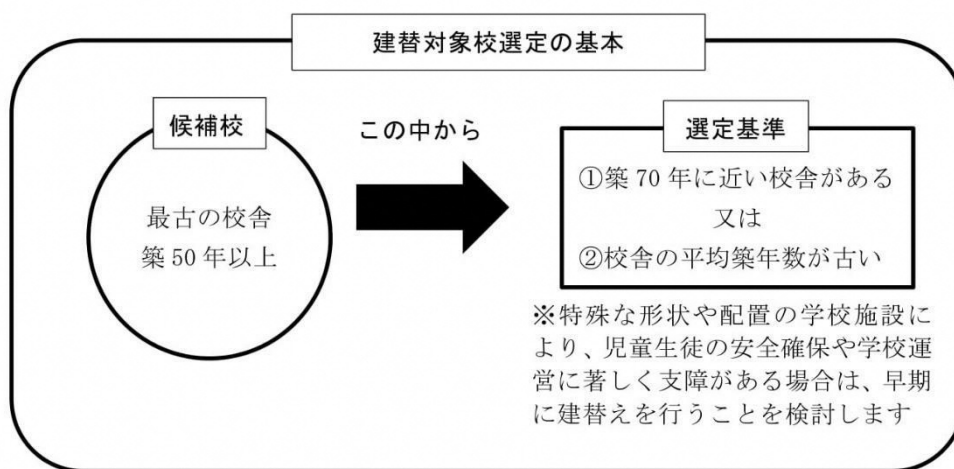 建替対象校選定の基本
候補校
最古の校舎
築 50 年以上
この中から
選定基準
①築 70 年に近い校舎がある
又は
②校舎の平均築年数が古い
※特殊な形状や配置の学校施設に
より、児童生徒の安全確保や学校運
営に著しく支障がある場合は、早期
に建替えを行うことを検討します